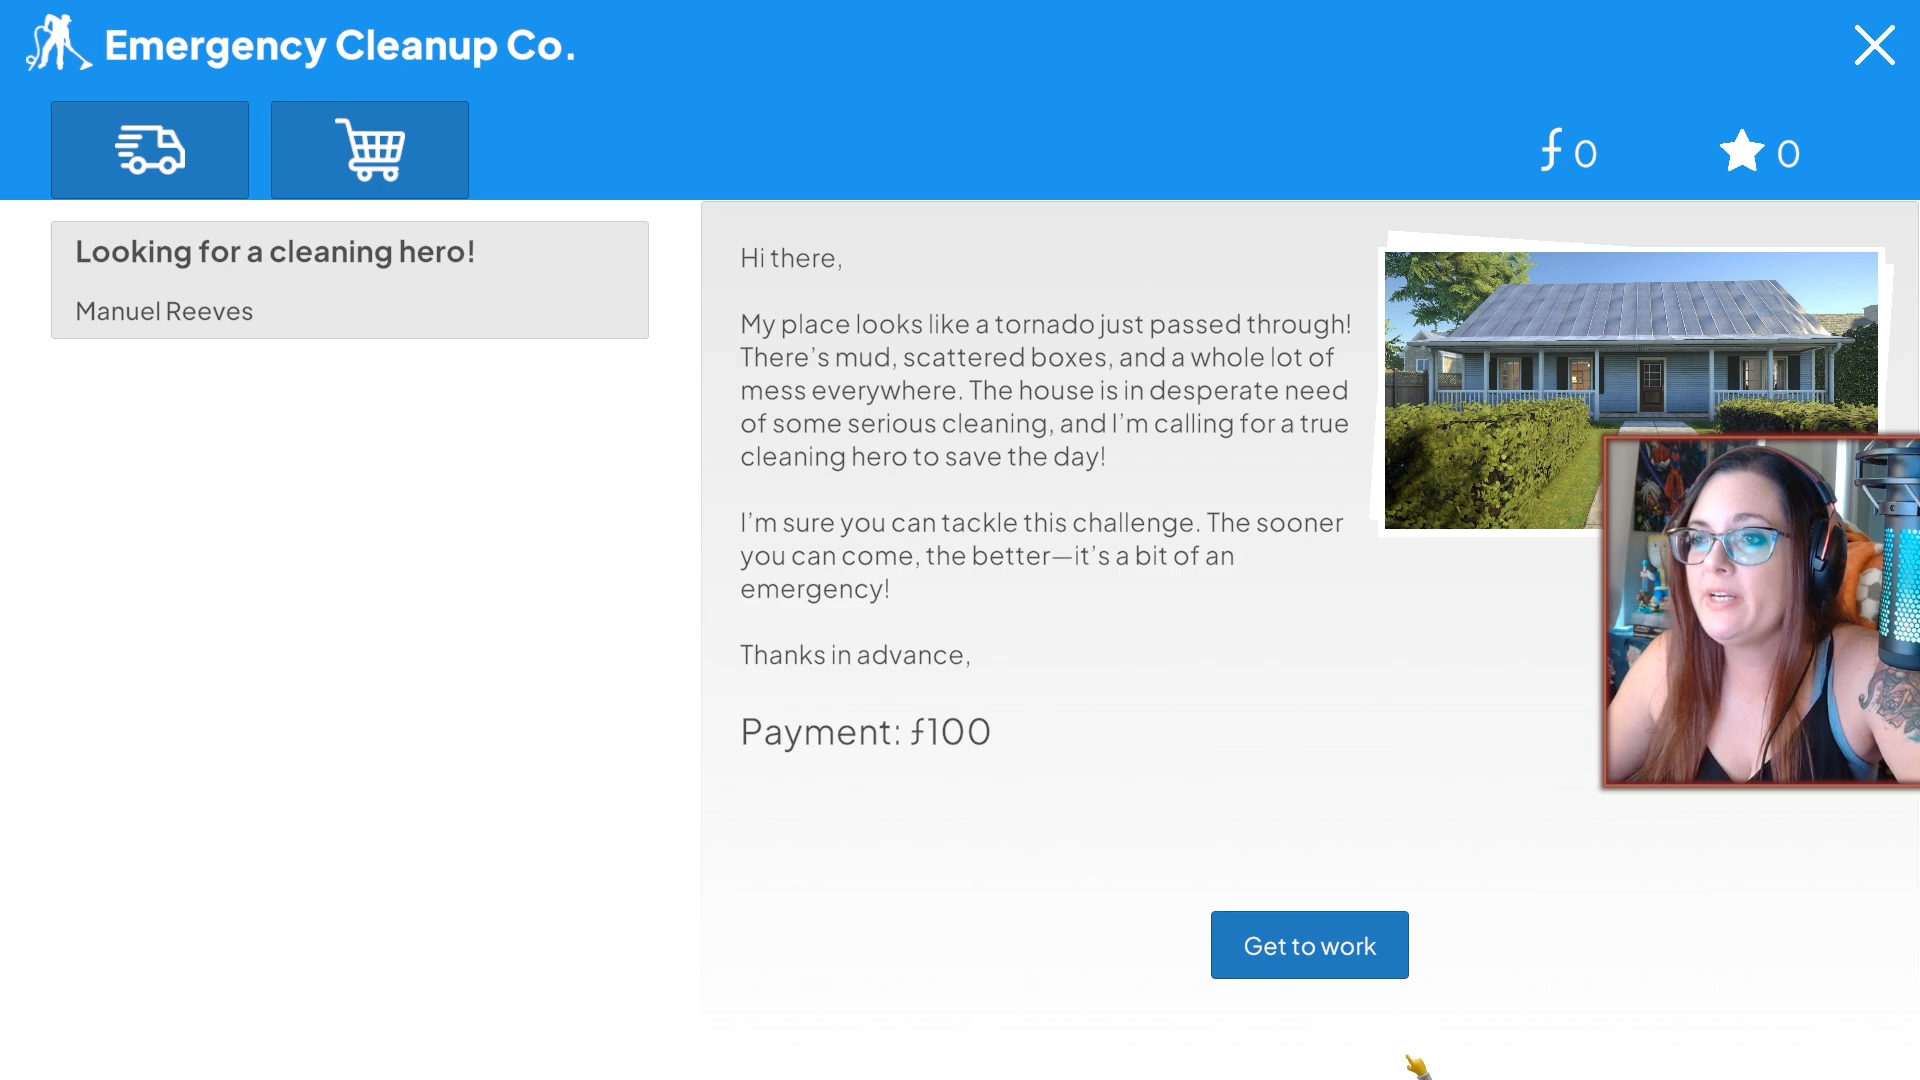 Emergency Cleanup Co.
ƒ 0
0
Looking for a cleaning hero!
Manuel Reeves
Hi there,
My place looks like a tornado just passed through!
There’s mud, scattered boxes, and a whole lot of
mess everywhere. The house is in desperate need
of some serious cleaning, and I’m calling for a true
cleaning hero to save the day!
I’m sure you can tackle this challenge. The sooner
you can come, the better—it’s a bit of an
emergency!
Thanks in advance,
Payment: ƒ100
Get to work